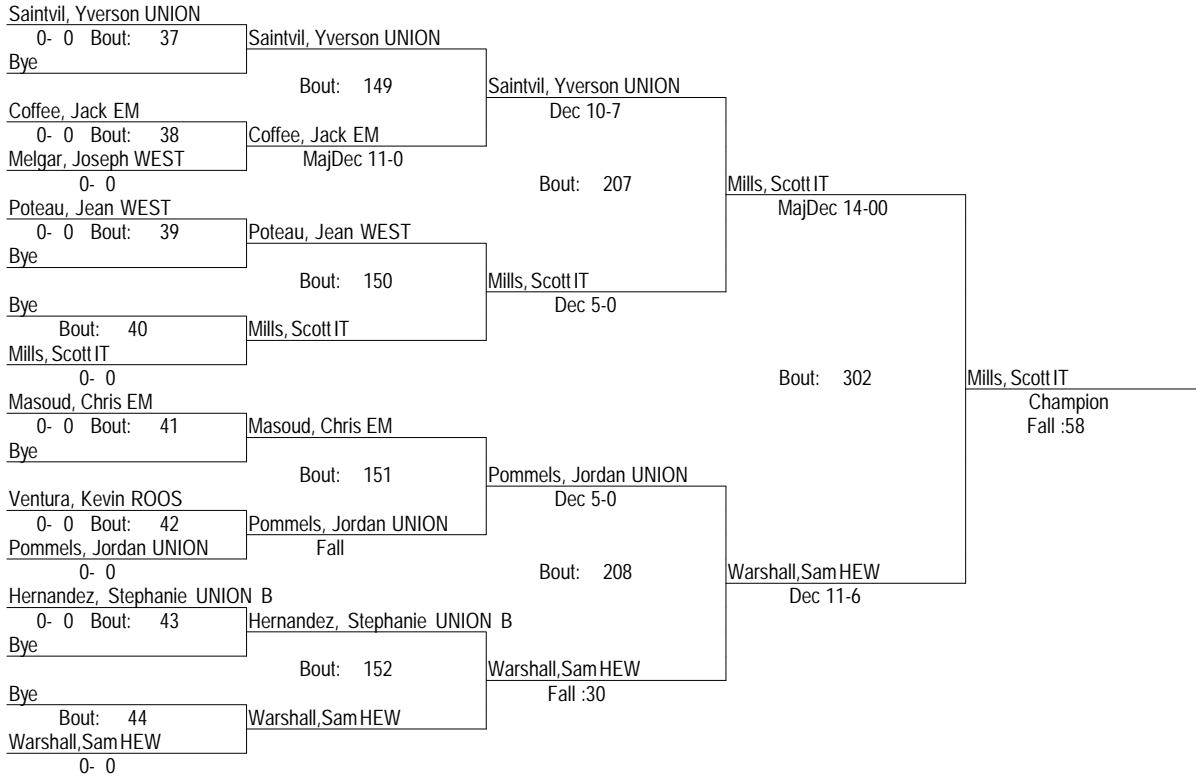 Saintvil, Yverson UNION
0- 0 Bout: 37
Bye
Coffee, Jack EM
0- 0 Bout: 38
Melgar, Joseph WEST
0- 0
Poteau, Jean WEST
0- 0 Bout: 39
Bye
Bye
Bout: 40
Mills, Scott IT
0- 0
Masoud, Chris EM
0- 0 Bout: 41
Bye
Ventura, Kevin ROOS
0- 0 Bout: 42
Pommels, Jordan UNION
0- 0
Hernandez, Stephanie UNION B
0- 0 Bout: 43
Bye
Bye
Bout: 44
Warshall,Sam HEW
0- 0
Saintvil, Yverson UNION
Bout: 149
Coffee, Jack EM
MajDec 11-0
Poteau, Jean WEST
Bout: 150
Mills, Scott IT
Masoud, Chris EM
Bout: 151
Pommels, Jordan UNION
Fall
Hernandez, Stephanie UNION B
Bout: 152
Warshall,Sam HEW
Saintvil, Yverson UNION
Dec 10-7
Bout: 207
Mills, Scott IT
Dec 5-0
Pommels, Jordan UNION
Dec 5-0
Bout: 208
Warshall,Sam HEW
Fall :30
Mills, Scott IT
MajDec 14-00
Bout: 302
Warshall,Sam HEW
Dec 11-6
Mills, Scott IT
Champion
Fall :58